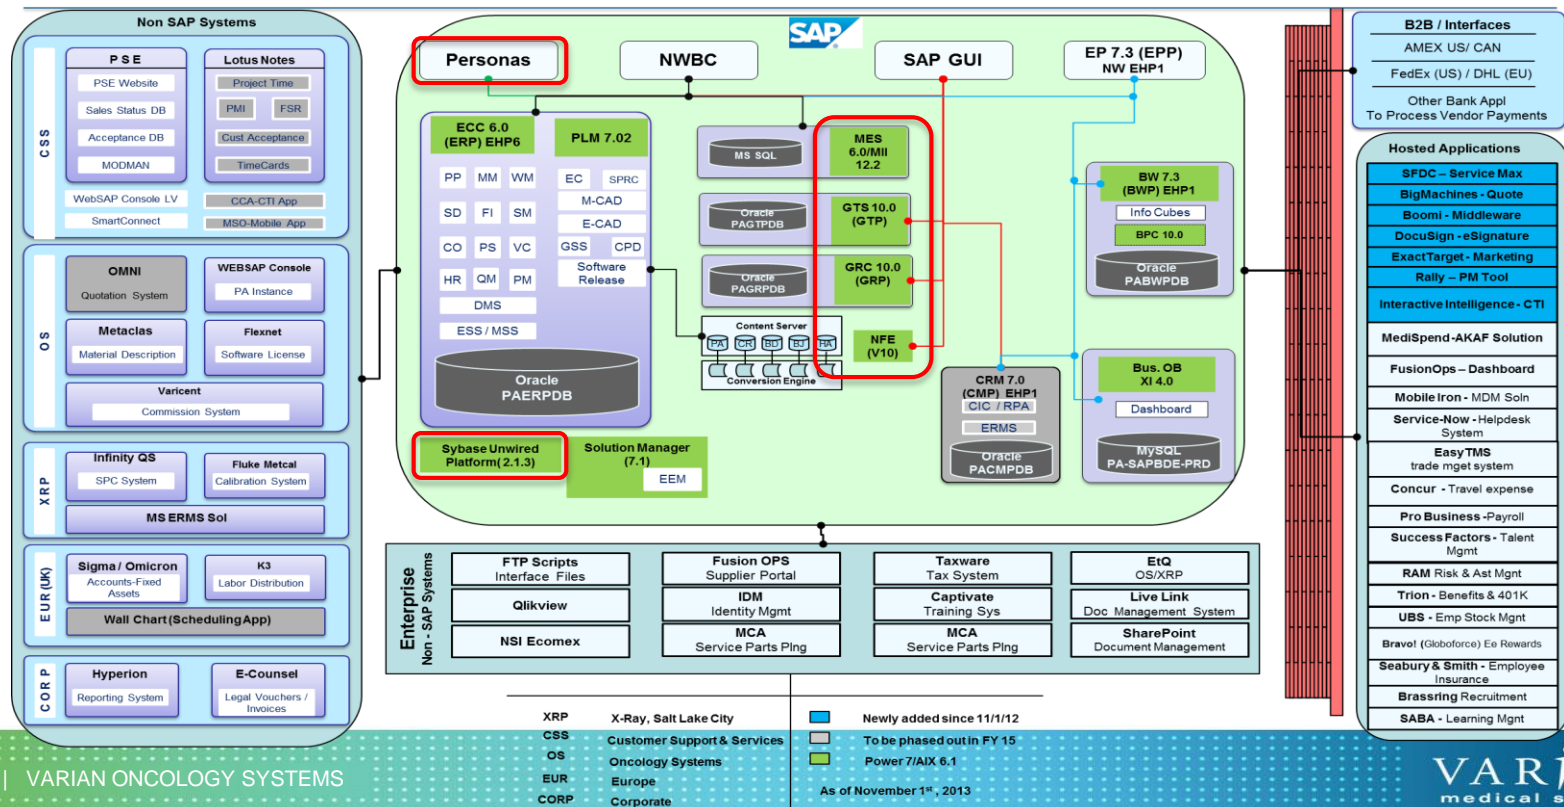 Non SAP Systems
CSS
P S E
PSE Website
Sales Status DB
Acceptance DB
MODMAN
Lotus Notes
Project Time
PMI
FSR
Cust Acceptance
TimeCards
WebSAP Console LV
SmartConnect
CCA-CTI App
MSO-Mobile App
OS
OMNI
Quotation System
WEBSAP Console
PA Instance
Metaclas
Material Description
Flexnet
Software License
Varicent
Commission System
XRP
Infinity QS
SPC System
Fluke Metcal
Calibration System
MS ERMS Sol
EUR(UK)
Sigma / Omicron
Accounts-Fixed
Assets
K3
Labor Distribution
Wall Chart (Scheduling App)
CORP
Hyperion
Reporting System
E-Counsel
Legal Vouchers /
Invoices
SAP
Personas
NWBC
SAP GUI
EP 7.3 (EPP)
NW EHP1
ECC 6.0
(ERP) EHP6
PLM 7.02
PP
MM
WM
SD
FI
SM
CO
PS
VC
HR
QM
PM
DMS
ESS / MSS
EC
SPRC
M-CAD
E-CAD
GSS
CPD
Software
Release
Oracle
PAERPDB
MS SQL
MES
6.0/MII
12.2
Oracle
PAGTPDB
GTS 10.0
(GTP)
Oracle
PAGRPDB
GRC 10.0
(GRP)
Content Server
PA
CR
BD
BJ
HA
Conversion Engine
NFE
(V10)
BW 7.3
(BWP) EHP1
Info Cubes
BPC 10.0
Oracle
PABWPDB
CRM 7.0
(CMP) EHP1
CIC / RPA
ERMS
Oracle
PACMPDB
Bus. OB
XI 4.0
Dashboard
MySQL
PA-SAPBDE-PRD
Sybase Unwired
Platform( 2.1.3)
Solution Manager
(7.1)
EEM
Enterprise
Non - SAP Systems
FTP Scripts
Interface Files
Fusion OPS
Supplier Portal
Taxware
Tax System
EtQ
OS/XRP
Qlikview
IDM
Identity Mgmt
Captivate
Training Sys
Live Link
Doc Management System
NSI Ecomex
MCA
Service Parts Plng
MCA
Service Parts Plng
SharePoint
Document Management
B2B / Interfaces
AMEX US/ CAN
FedEx (US) / DHL (EU)
Other Bank Appl
To Process Vendor Payments
Hosted Applications
SFDC – Service Max
BigMachines - Quote
Boomi - Middleware
DocuSign - eSignature
ExactTarget - Marketing
Rally – PM Tool
Interactive Intelligence - CTI
MediSpend -AKAF Solution
FusionOps – Dashboard
Mobile Iron - MDM Soln
Service-Now - Helpdesk
System
EasyTMS
trade mget system
Concur - Travel expense
Pro Business -Payroll
Success Factors - Talent
Mgmt
RAM Risk & Ast Mgnt
Trion - Benefits & 401K
UBS - Emp Stock Mgnt
Bravo! (Globoforce) Ee Rewards
Seabury & Smith - Employee
Insurance
Brassring Recruitment
SABA - Learning Mgnt
XRP X-Ray, Salt Lake City
CSS Customer Support & Services
OS Oncology Systems
EUR Europe
CORP Corporate
Newly added since 11/1/12
To be phased out in FY 15
Power 7/AIX 6.1
As of November 1st , 2013
| VARIAN ONCOLOGY SYSTEMS
medical